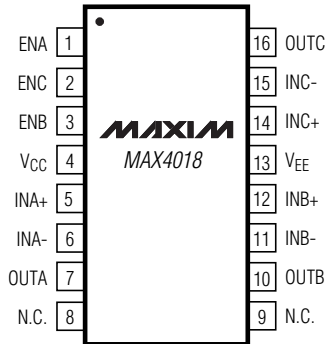 ENA 1 16 OUTC
ENC 2 15 INC-
ENB 3 14 INC+
MAXIM
VCC 4 MAX4018 13 VEE
INA+ 5 12 INB+
INA- 6 11 INB-
OUTA 7 10 OUTB
N.C. 8 9 N.C.